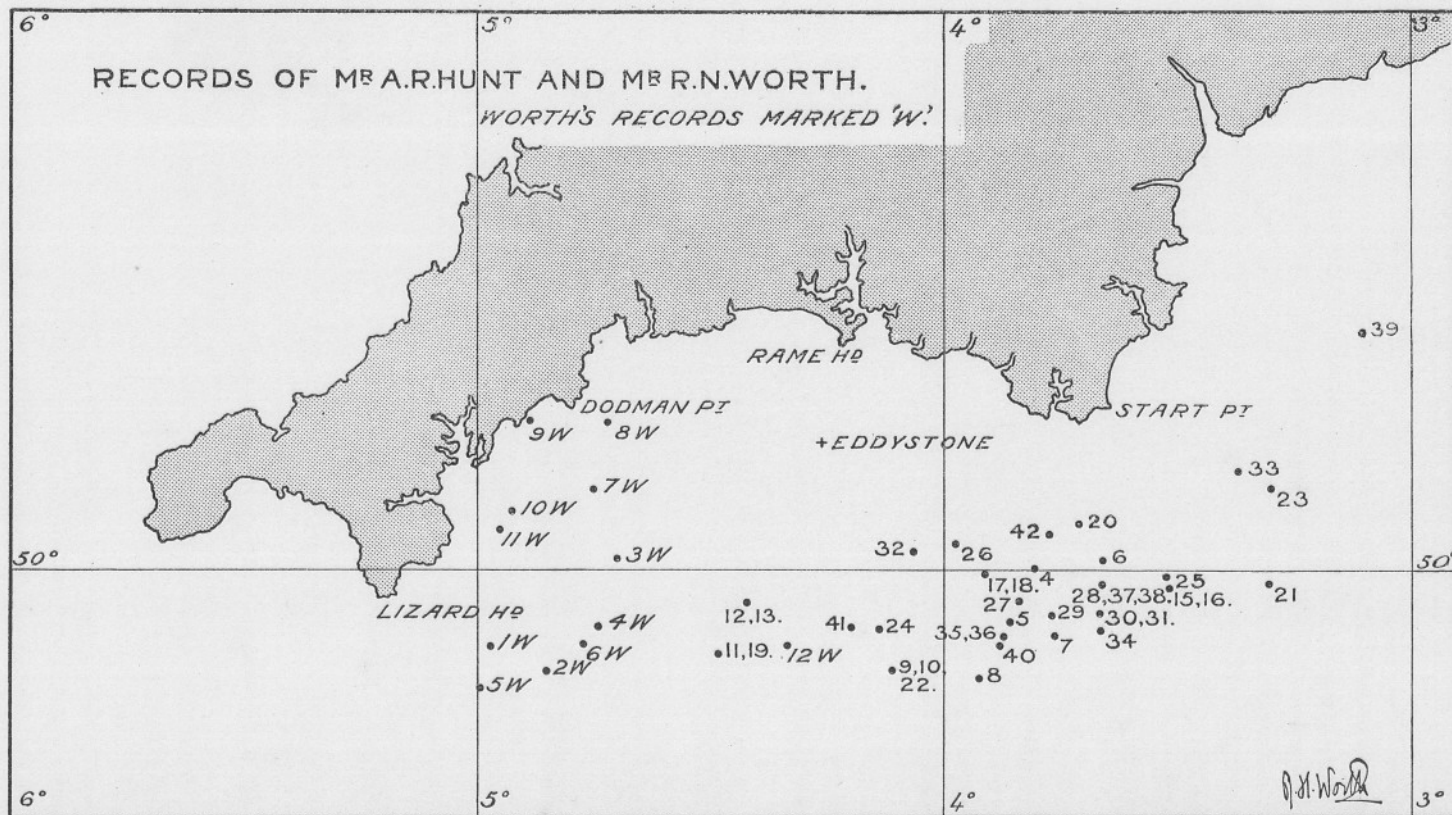 6° 5° 4° 3°
RECORDS OF Mᴿ A.R.HUNT AND Mᴿ R.N.WORTH.
WORTH'S RECORDS MARKED 'W'.
39
RAME Hᴰ
DODMAN Pᵀ
START Pᵀ
9W
8W
+EDDYSTONE
33
7W
23
10W
20
11W
42
32
26
3W
6
50°
50°
17,18.
4
25
28,37,38.
15,16.
21
LIZARD Hᴰ
12,13.
27
29
30,31.
4W
41
24
35,36
5
7
34
1W
6W
11,19.
12W
40
2W
9,10,
22.
8
5W
R.H.Worth
6° 5° 4° 3°